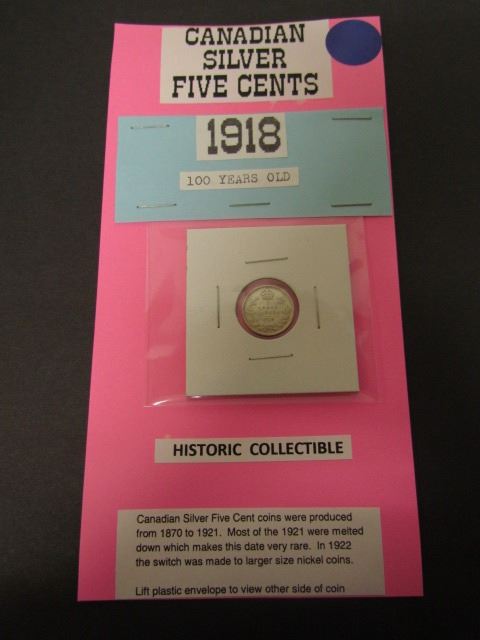 CANADIAN
SILVER
FIVE CENTS
1918
100 YEARS OLD
HISTORIC COLLECTIBLE
Canadian Silver Five Cent coins were produced
from 1870 to 1921. Most of the 1921 were melted
down which makes this date very rare. In 1922
the switch was made to larger size nickel coins.
Lift plastic envelope to view other side of coin